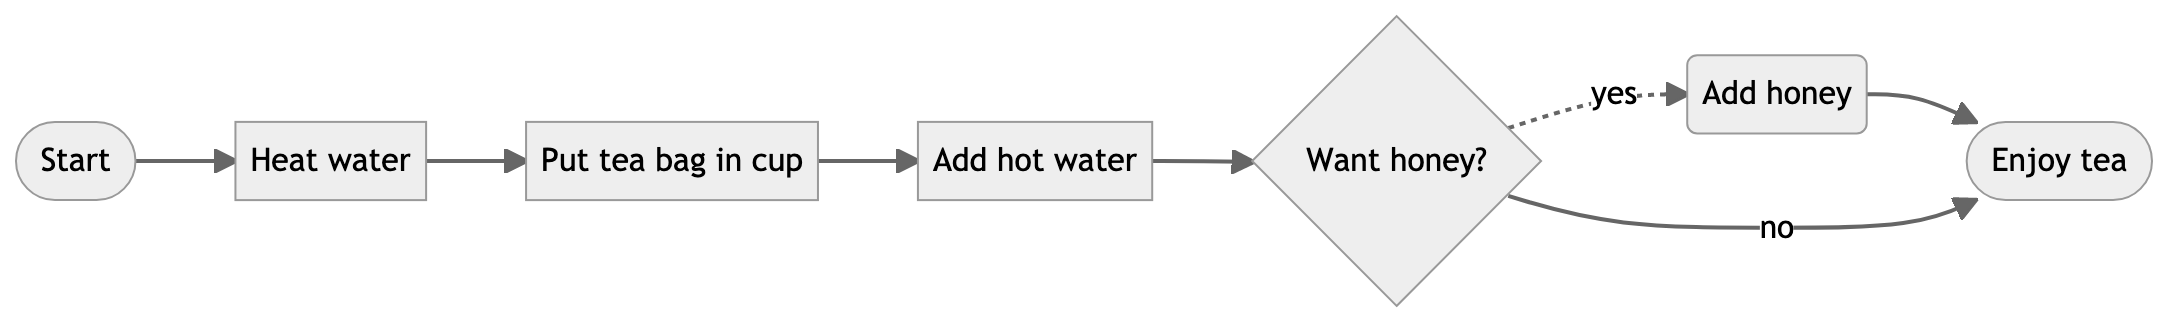 Start
Heat water
Put tea bag in cup
Add hot water
Want honey?
yes
Add honey
no
Enjoy tea